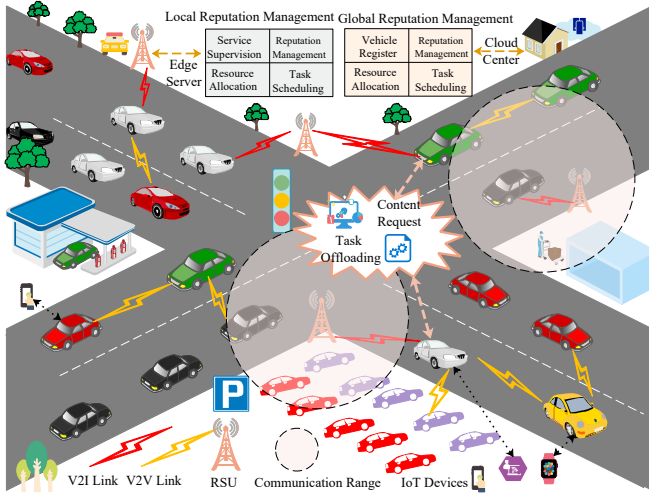 Local Reputation Management
Global Reputation Management
Edge
Server
Service
Supervision
Reputation
Management
Resource
Allocation
Task
Scheduling
Vehicle
Register
Reputation
Management
Resource
Allocation
Task
Scheduling
Cloud
Center
Content
Request
Task
Offloading
P
V2I Link
V2V Link
RSU
Communication Range
IoT Devices